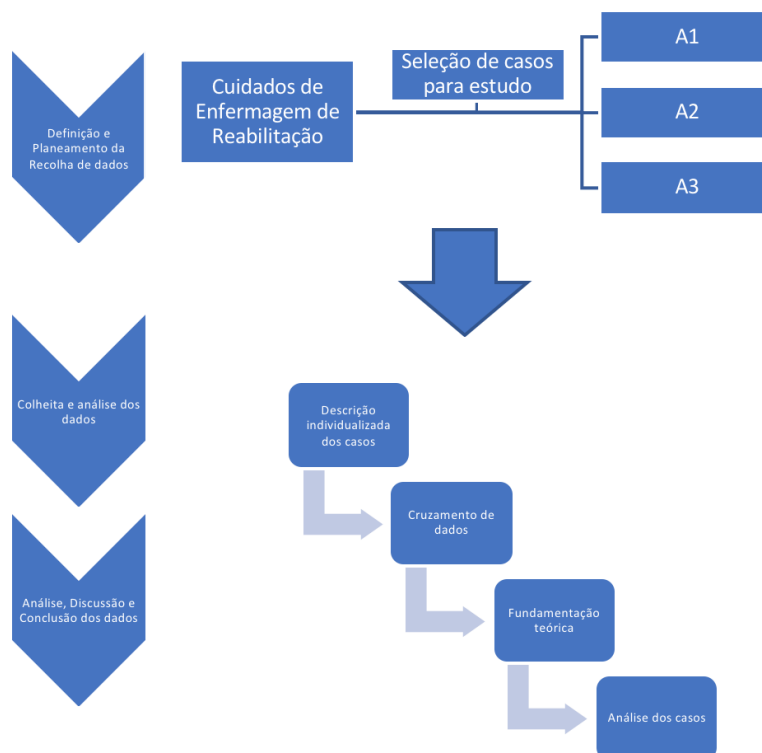 Definição e
Planeamento da
Recolha de dados
Cuidados de
Enfermagem de
Reabilitação
Seleção de casos
para estudo
A1
A2
A3
Colheita e análise dos
dados
Descrição
individualizada
dos casos
Cruzamento de
dados
Análise, Discussão e
Conclusão dos dados
Fundamentação
teórica
Análise dos casos